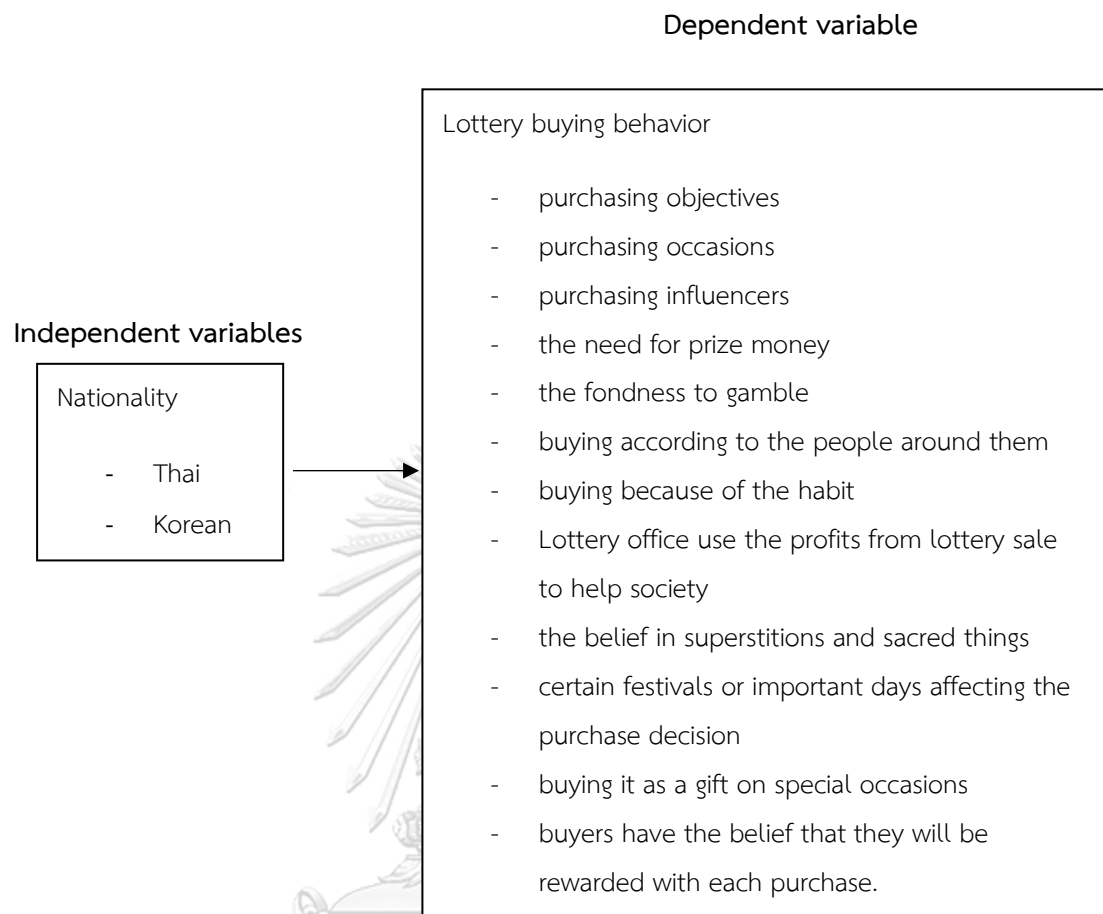 Dependent variable
Lottery buying behavior
- purchasing objectives
- purchasing occasions
- purchasing influencers
- the need for prize money
- the fondness to gamble
- buying according to the people around them
- buying because of the habit
- Lottery office use the profits from lottery sale
to help society
- the belief in superstitions and sacred things
- certain festivals or important days affecting the
purchase decision
- buying it as a gift on special occasions
- buyers have the belief that they will be
rewarded with each purchase.
Independent variables
Nationality
- Thai
- Korean